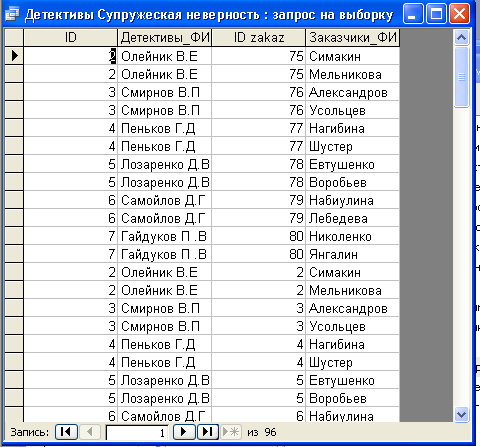 Детективы Супружеская неверность : запрос на выборку
ID Детективы_ФИ ID zakaz Заказчики_ФИ
2 Олейник В.Е 75 Симакин
2 Олейник В.Е 75 Мельникова
3 Смирнов В.П 76 Александров
3 Смирнов В.П 76 Усольцев
4 Пеньков Г.Д 77 Нагибина
4 Пеньков Г.Д 77 Шустер
5 Лозаренко Д.В 78 Евтушенко
5 Лозаренко Д.В 78 Воробьев
6 Самойлов Д.Г 79 Набиулина
6 Самойлов Д.Г 79 Лебедева
7 Гайдуков П .В 80 Николенко
7 Гайдуков П .В 80 Янгалин
2 Олейник В.Е 2 Симакин
2 Олейник В.Е 2 Мельникова
3 Смирнов В.П 3 Александров
3 Смирнов В.П 3 Усольцев
4 Пеньков Г.Д 4 Нагибина
4 Пеньков Г.Д 4 Шустер
5 Лозаренко Д.В 5 Евтушенко
5 Лозаренко Д.В 5 Воробьев
6 Самойлов Д.Г 6 Набиулина
Запись: 1 из 96